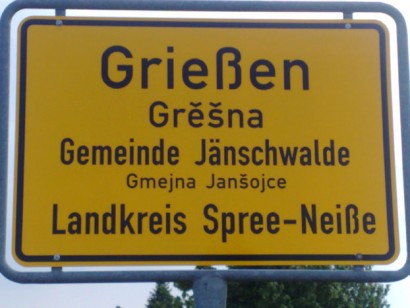 Grießen
Grěšna
Gemeinde Jänschwalde
Gmejna Janšojce
Landkreis Spree-Neiße